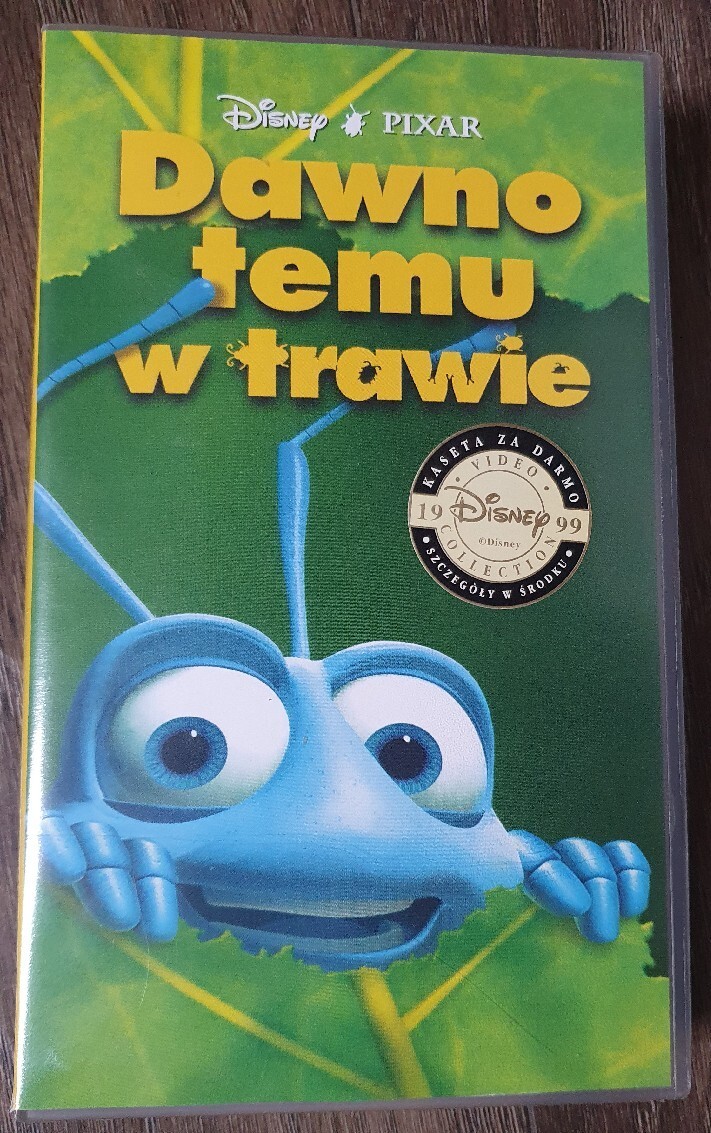 Disney PIXAR
Dawno
temu
w trawie
KASETA ZA DARMO
VIDEO
19 Disney 99
©Disney
COLLECTION
SZCZEGÓŁY W ŚRODKU